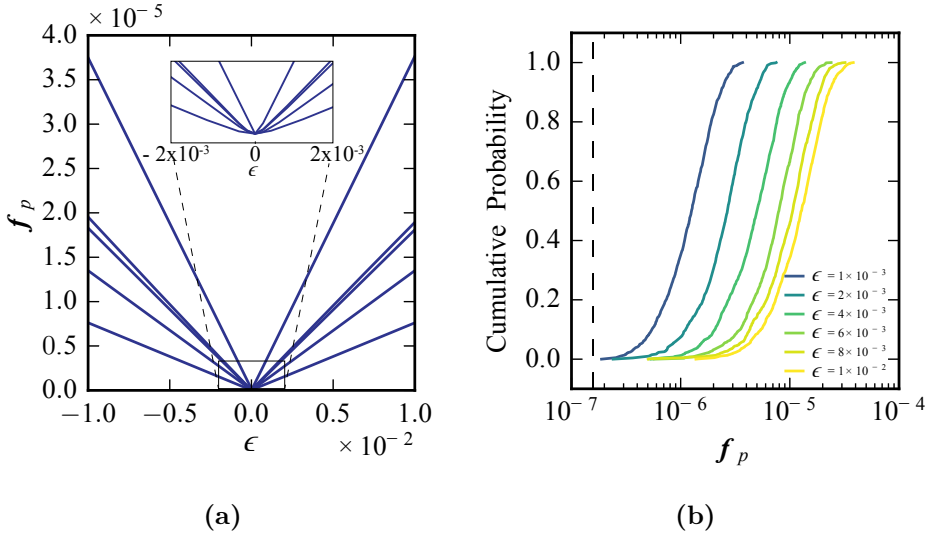 × 10⁻⁵
4.0
3.5
3.0
2.5
2.0
1.5
1.0
0.5
0.0
f p
- 2x10⁻³ 0 2x10⁻³
ϵ
−1.0 −0.5 0.0 0.5 1.0
ϵ × 10⁻²
(a)
Cumulative Probability
1.0
0.8
0.6
0.4
0.2
0.0
ϵ = 1× 10⁻³
ϵ = 2× 10⁻³
ϵ = 4× 10⁻³
ϵ = 6× 10⁻³
ϵ = 8× 10⁻³
ϵ = 1× 10⁻²
10⁻⁷ 10⁻⁶ 10⁻⁵ 10⁻⁴
f p
(b)